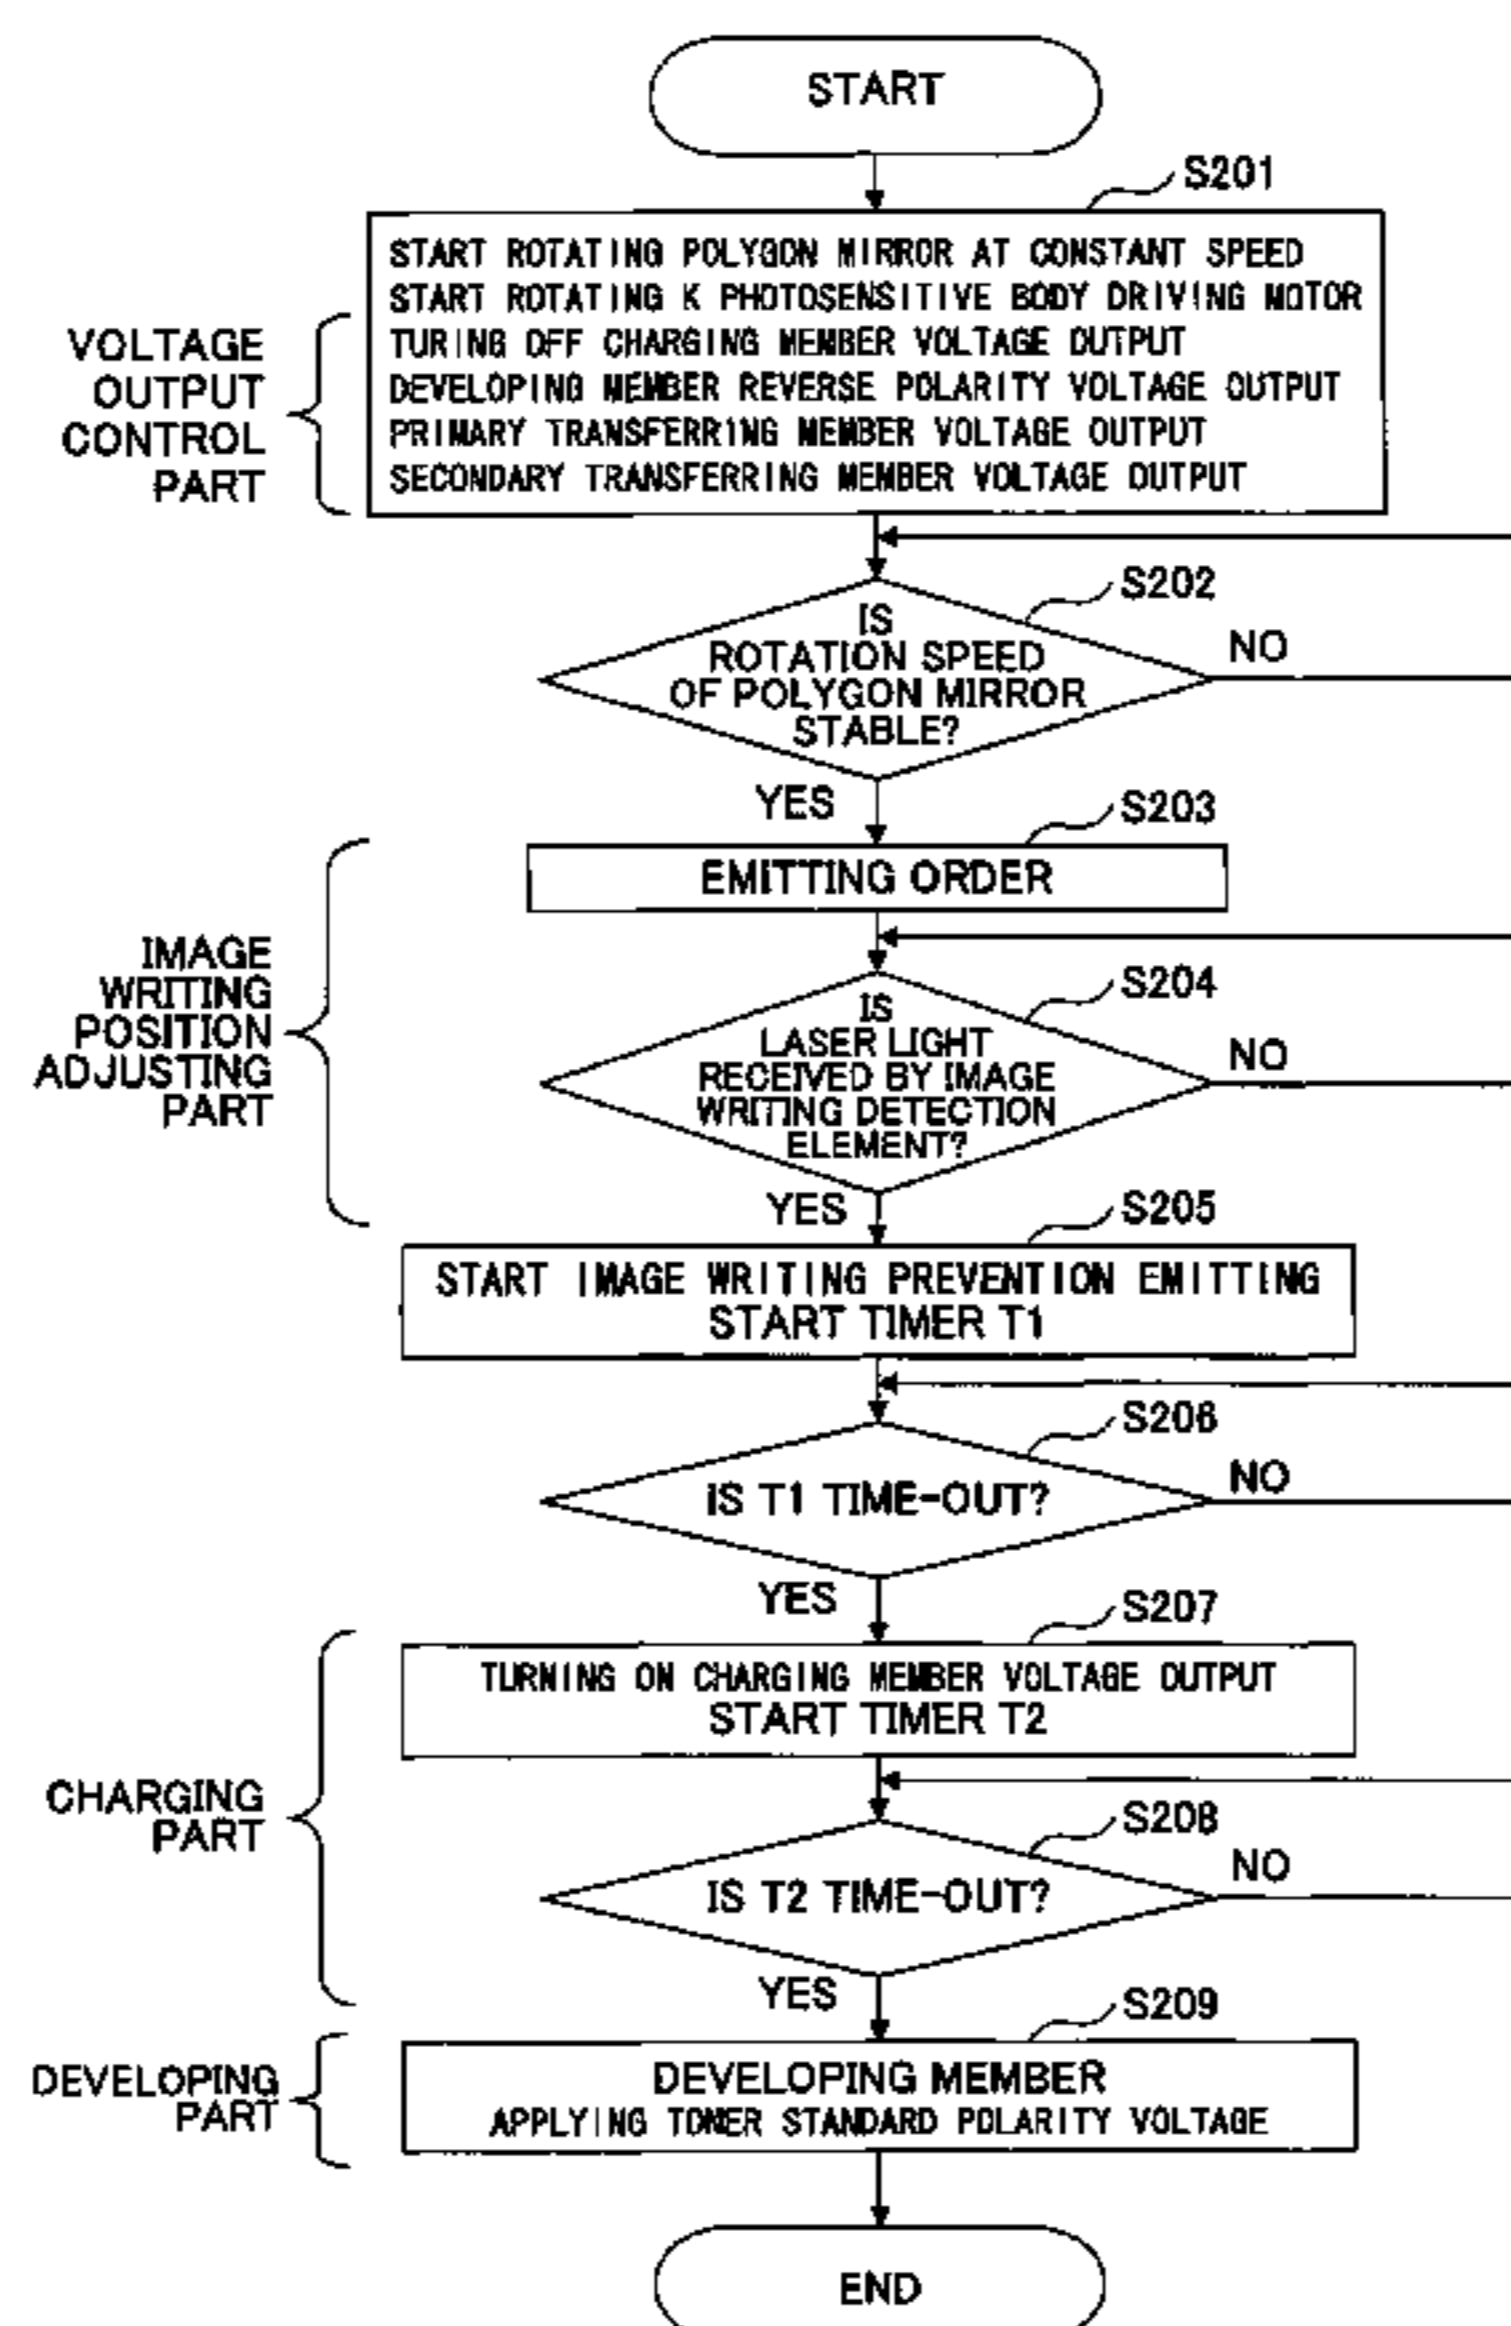 START
S201
START ROTATING POLYGON MIRROR AT CONSTANT SPEED
START ROTATING K PHOTOSENSITIVE BODY DRIVING MOTOR
TURING OFF CHARGING MEMBER VOLTAGE OUTPUT
DEVELOPING MEMBER REVERSE POLARITY VOLTAGE OUTPUT
PRIMARY TRANSFERRING MEMBER VOLTAGE OUTPUT
SECONDARY TRANSFERRING MEMBER VOLTAGE OUTPUT
VOLTAGE
OUTPUT
CONTROL
PART
S202
IS
ROTATION SPEED
OF POLYGON MIRROR
STABLE?
NO
YES
S203
EMITTING ORDER
IMAGE
WRITING
POSITION
ADJUSTING
PART
S204
IS
LASER LIGHT
RECEIVED BY IMAGE
WRITING DETECTION
ELEMENT?
NO
YES
S205
START IMAGE WRITING PREVENTION EMITTING
START TIMER T1
S206
IS T1 TIME-OUT?
NO
YES
S207
TURNING ON CHARGING MEMBER VOLTAGE OUTPUT
START TIMER T2
CHARGING
PART
S208
IS T2 TIME-OUT?
NO
YES
S209
DEVELOPING MEMBER
APPLYING TONER STANDARD POLARITY VOLTAGE
DEVELOPING
PART
END